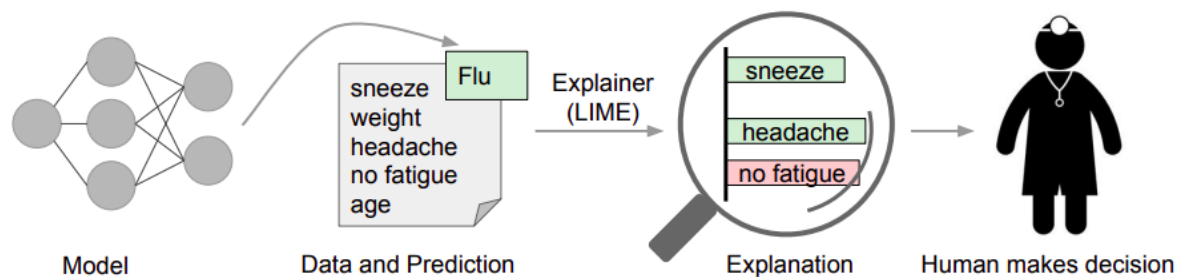 Flu
sneeze
weight
headache
no fatigue
age
Explainer
(LIME)
sneeze
headache
no fatigue
Model
Data and Prediction
Explanation
Human makes decision